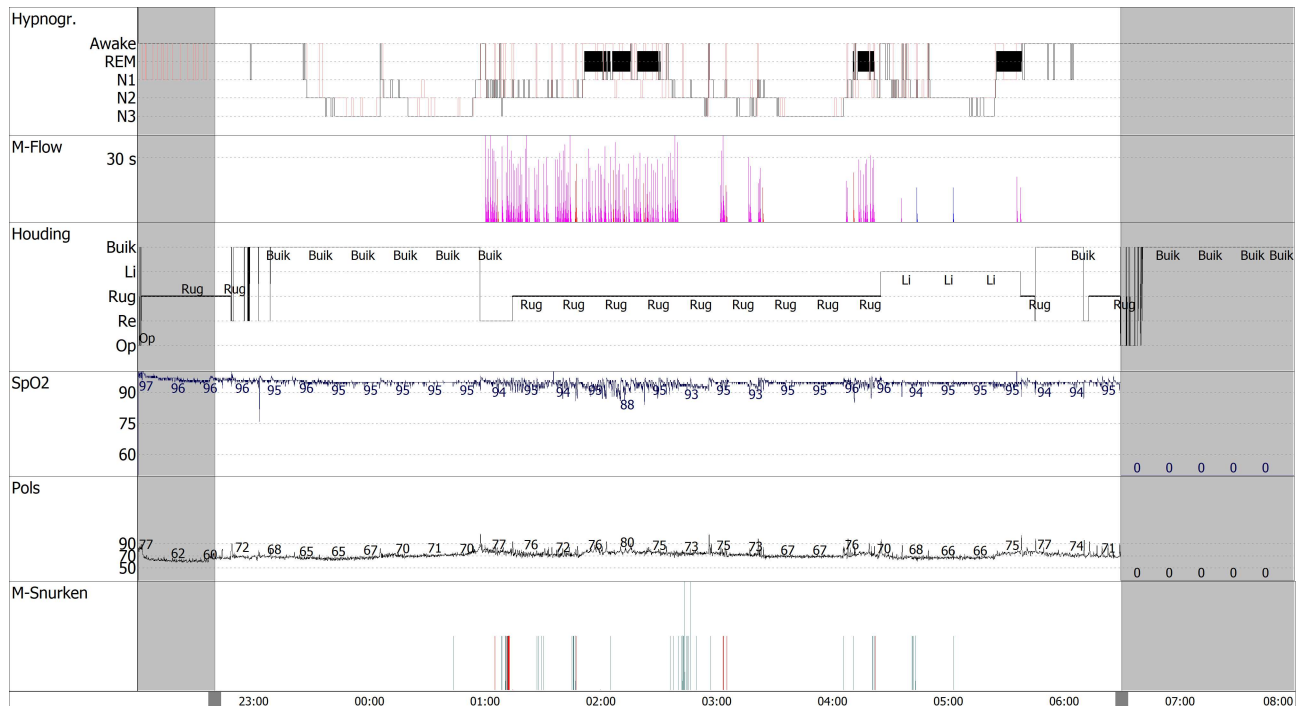 Hypnogr.
Awake
REM
N1
N2
N3
M-Flow
30 s
Houding
Buik
Li
Rug
Re
Op
Buik Buik Buik Buik Buik Buik Buik Buik Buik Buik Buik
Li Li Li
Rug Rug
Rug Rug Rug Rug Rug Rug Rug Rug Rug Rug Rug
Op
SpO2
90
75
60
97 96 96 96 95 96 95 95 95 95 94 95 94 95 88 95 93 95 93 95 95 96 96 94 95 95 95 94 94 95
0 0 0 0 0
Pols
90
70
50
77 62 60 72 68 65 65 67 70 71 70 77 76 72 76 80 75 73 75 73 67 67 76 70 68 66 66 75 77 74 71
0 0 0 0 0
M-Snurken
23:00 00:00 01:00 02:00 03:00 04:00 05:00 06:00 07:00 08:00